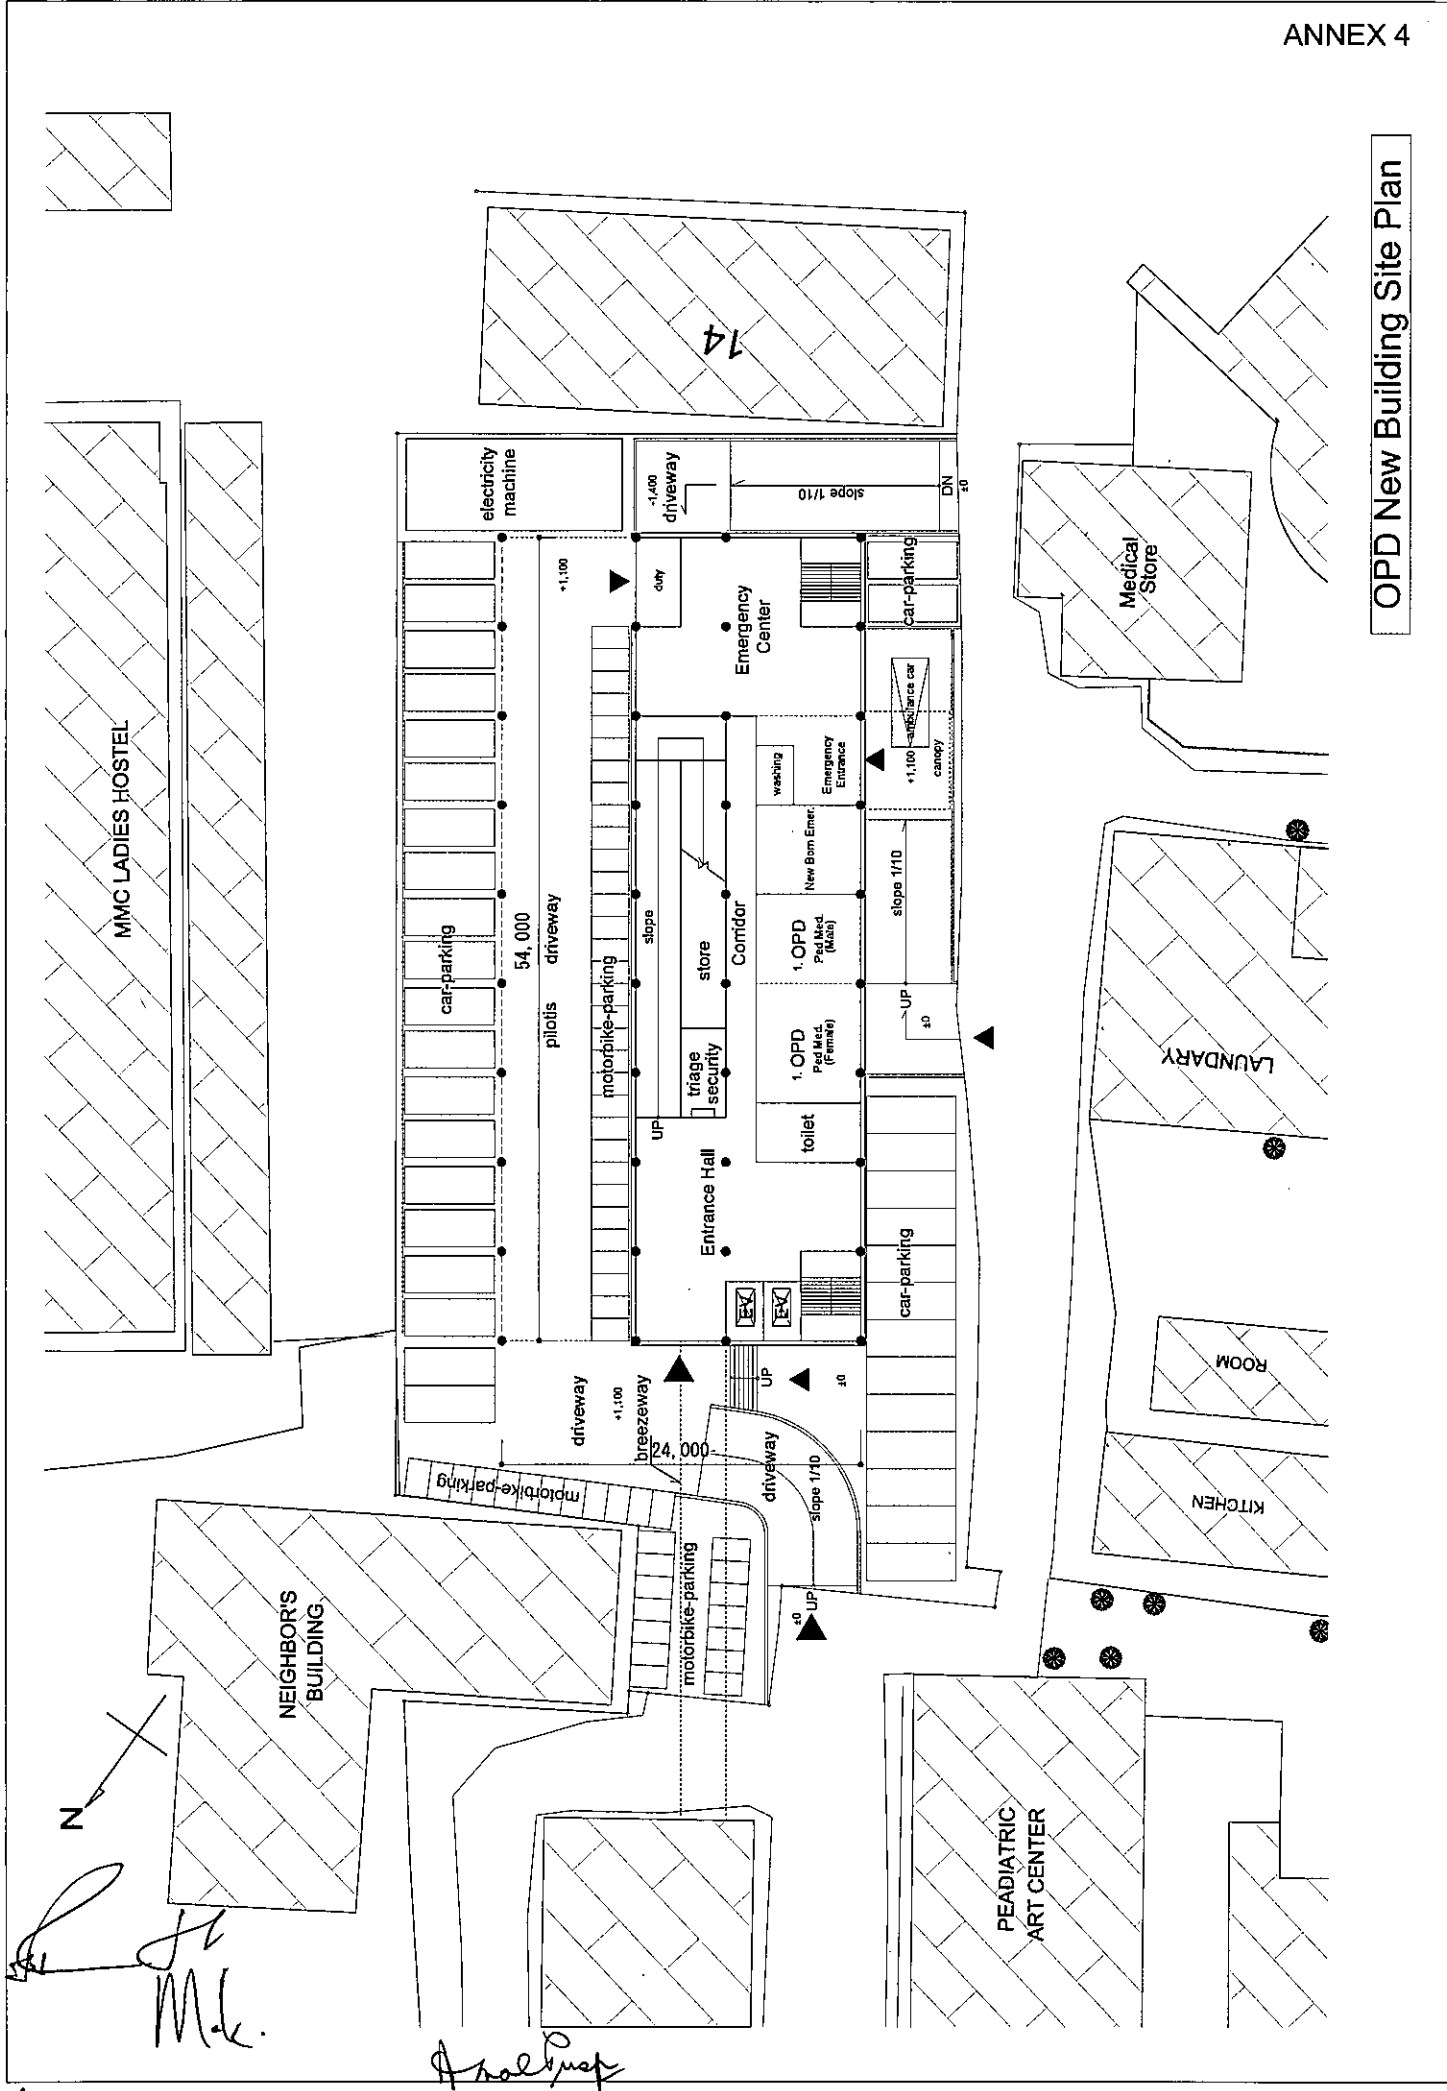 ANNEX 4
OPD New Building Site Plan
MMC LADIES HOSTEL
14
electricity
machine
-1,400
driveway
slope 1/10
DN
±0
car-parking
54,000
pilotis driveway
+1,100
motorbike-parking
duty
Emergency
Center
car-parking
ambulance car
+1,100
canopy
washing
Emergency
Entrance
New Born Emer.
slope
store
Corridor
1. OPD
Ped Med.
(Male)
slope 1/10
1. OPD
Ped Med.
(Female)
UP
±0
triage
security
UP
toilet
Entrance Hall
EV
EV
car-parking
driveway
+1,100
breezeway
24,000
UP
±0
driveway
slope 1/10
motorbike-parking
motorbike-parking
±0
UP
Medical
Store
LAUNDARY
ROOM
KITCHEN
NEIGHBOR'S
BUILDING
PEADIATRIC
ART CENTER
N
M.k.